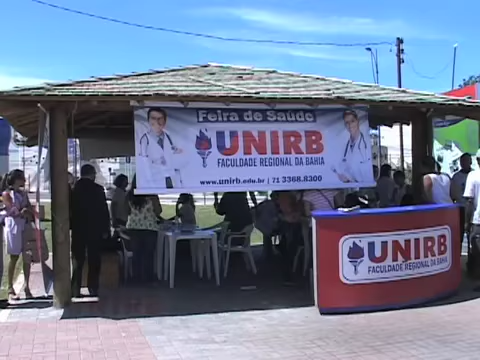 Feira de Saúde
UNIRB
FACULDADE REGIONAL DA BAHIA
www.unirb.edu.br / 71 3368.8300
UNIRB
FACULDADE REGIONAL DA BAHIA